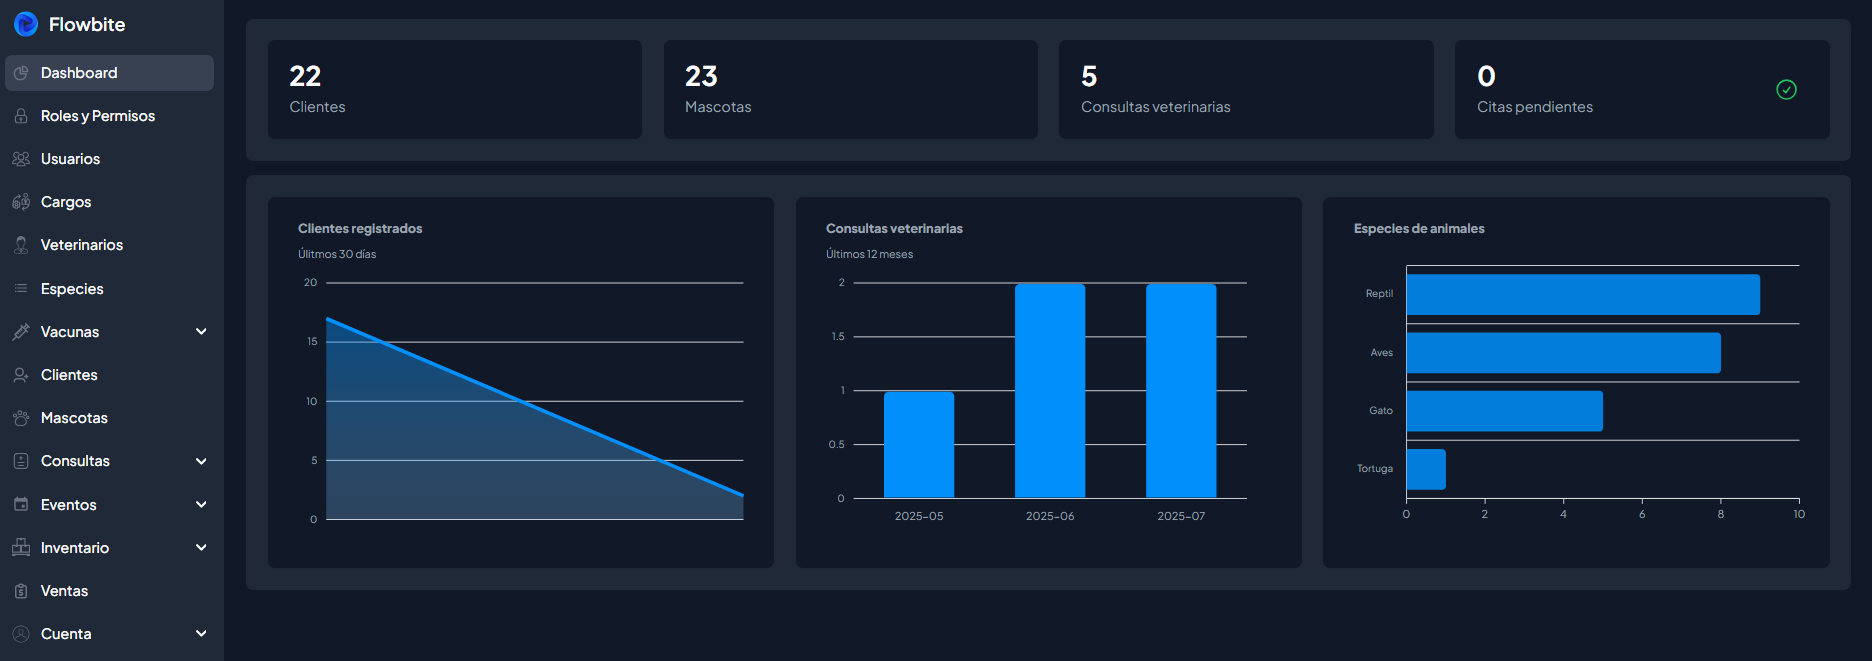 Flowbite
Dashboard
Roles y Permisos
Usuarios
Cargos
Veterinarios
Especies
Vacunas
Clientes
Mascotas
Consultas
Eventos
Inventario
Ventas
Cuenta
22
Clientes
23
Mascotas
5
Consultas veterinarias
0
Citas pendientes
Clientes registrados
Úlitmos 30 días
20
15
10
5
0
Consultas veterinarias
Últimos 12 meses
2
1.5
1
0.5
0
2025-05 2025-06 2025-07
Especies de animales
Reptil
Aves
Gato
Tortuga
0 2 4 6 8 10